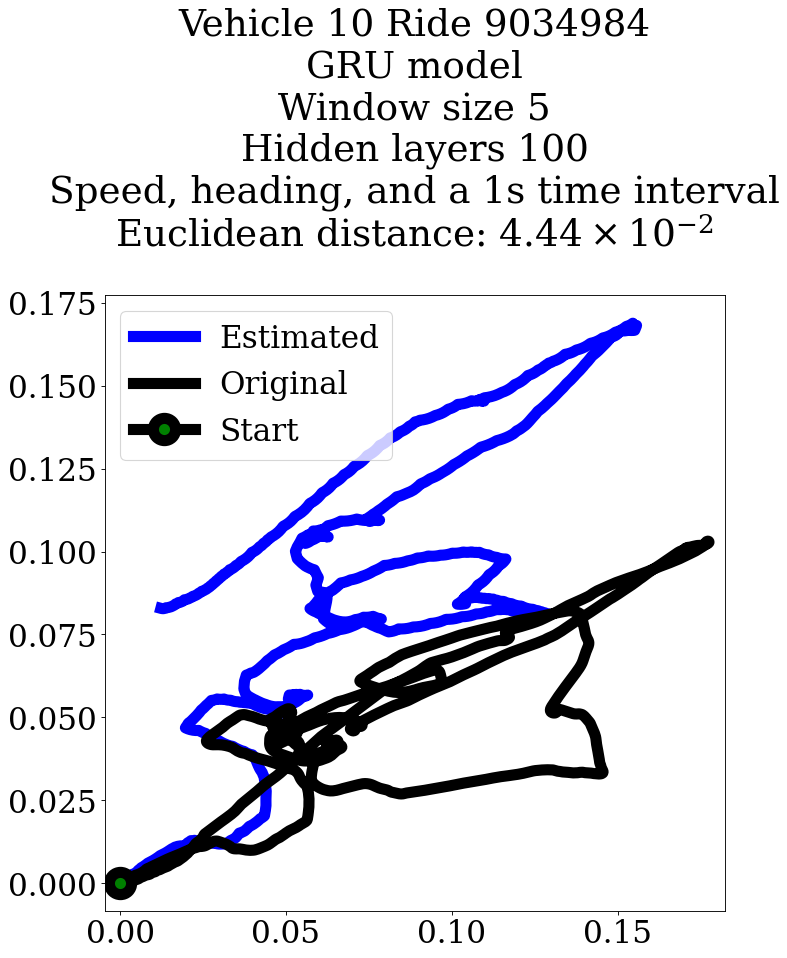 Vehicle 10 Ride 9034984
GRU model
Window size 5
Hidden layers 100
Speed, heading, and a 1s time interval
Euclidean distance: 4.44 × 10⁻²
0.175
0.150
0.125
0.100
0.075
0.050
0.025
0.000
Estimated
Original
Start
0.00 0.05 0.10 0.15